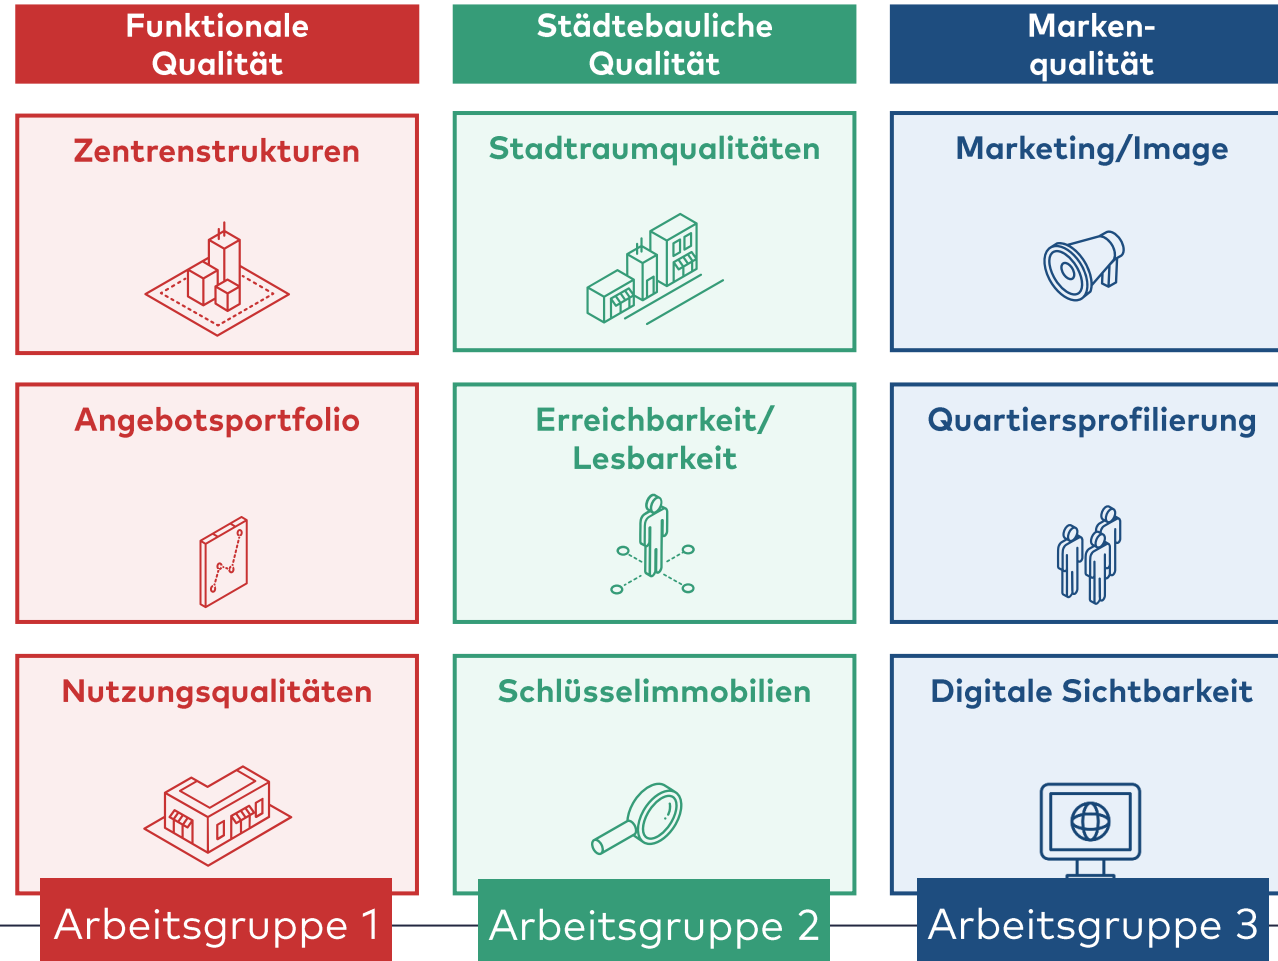 Funktionale
Qualität
Zentrenstrukturen
Angebotsportfolio
Nutzungsqualitäten
Arbeitsgruppe 1
Städtebauliche
Qualität
Stadtraumqualitäten
Erreichbarkeit/
Lesbarkeit
Schlüsselimmobilien
Arbeitsgruppe 2
Marken-
qualität
Marketing/Image
Quartiersprofilierung
Digitale Sichtbarkeit
Arbeitsgruppe 3